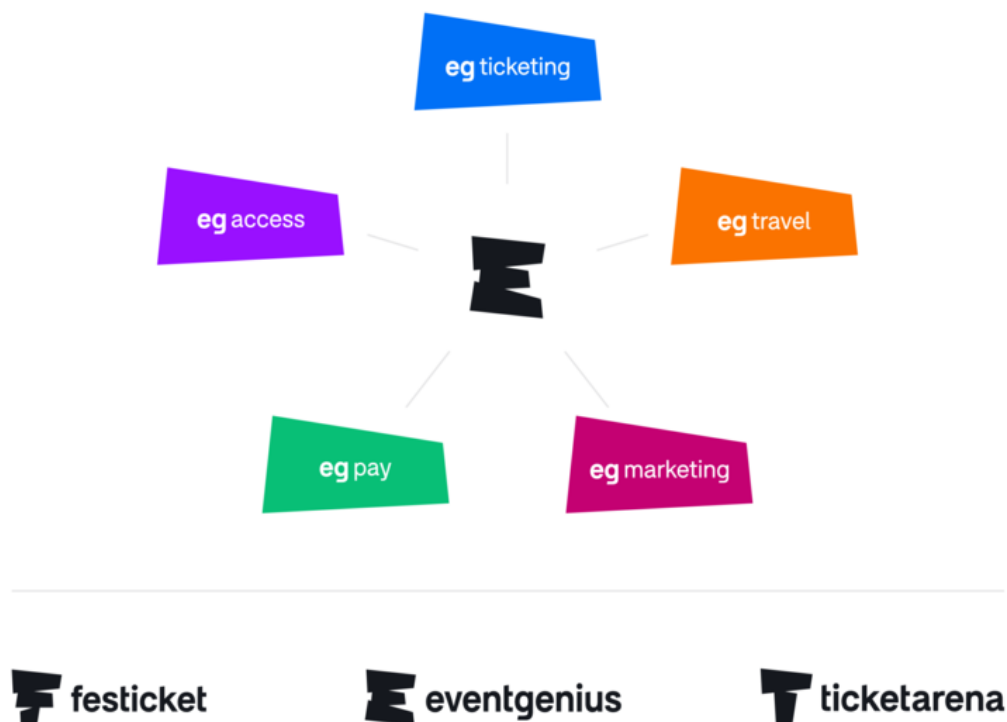 eg ticketing
eg access
eg travel
E
eg pay
eg marketing
F festicket
E eventgenius
T ticketarena